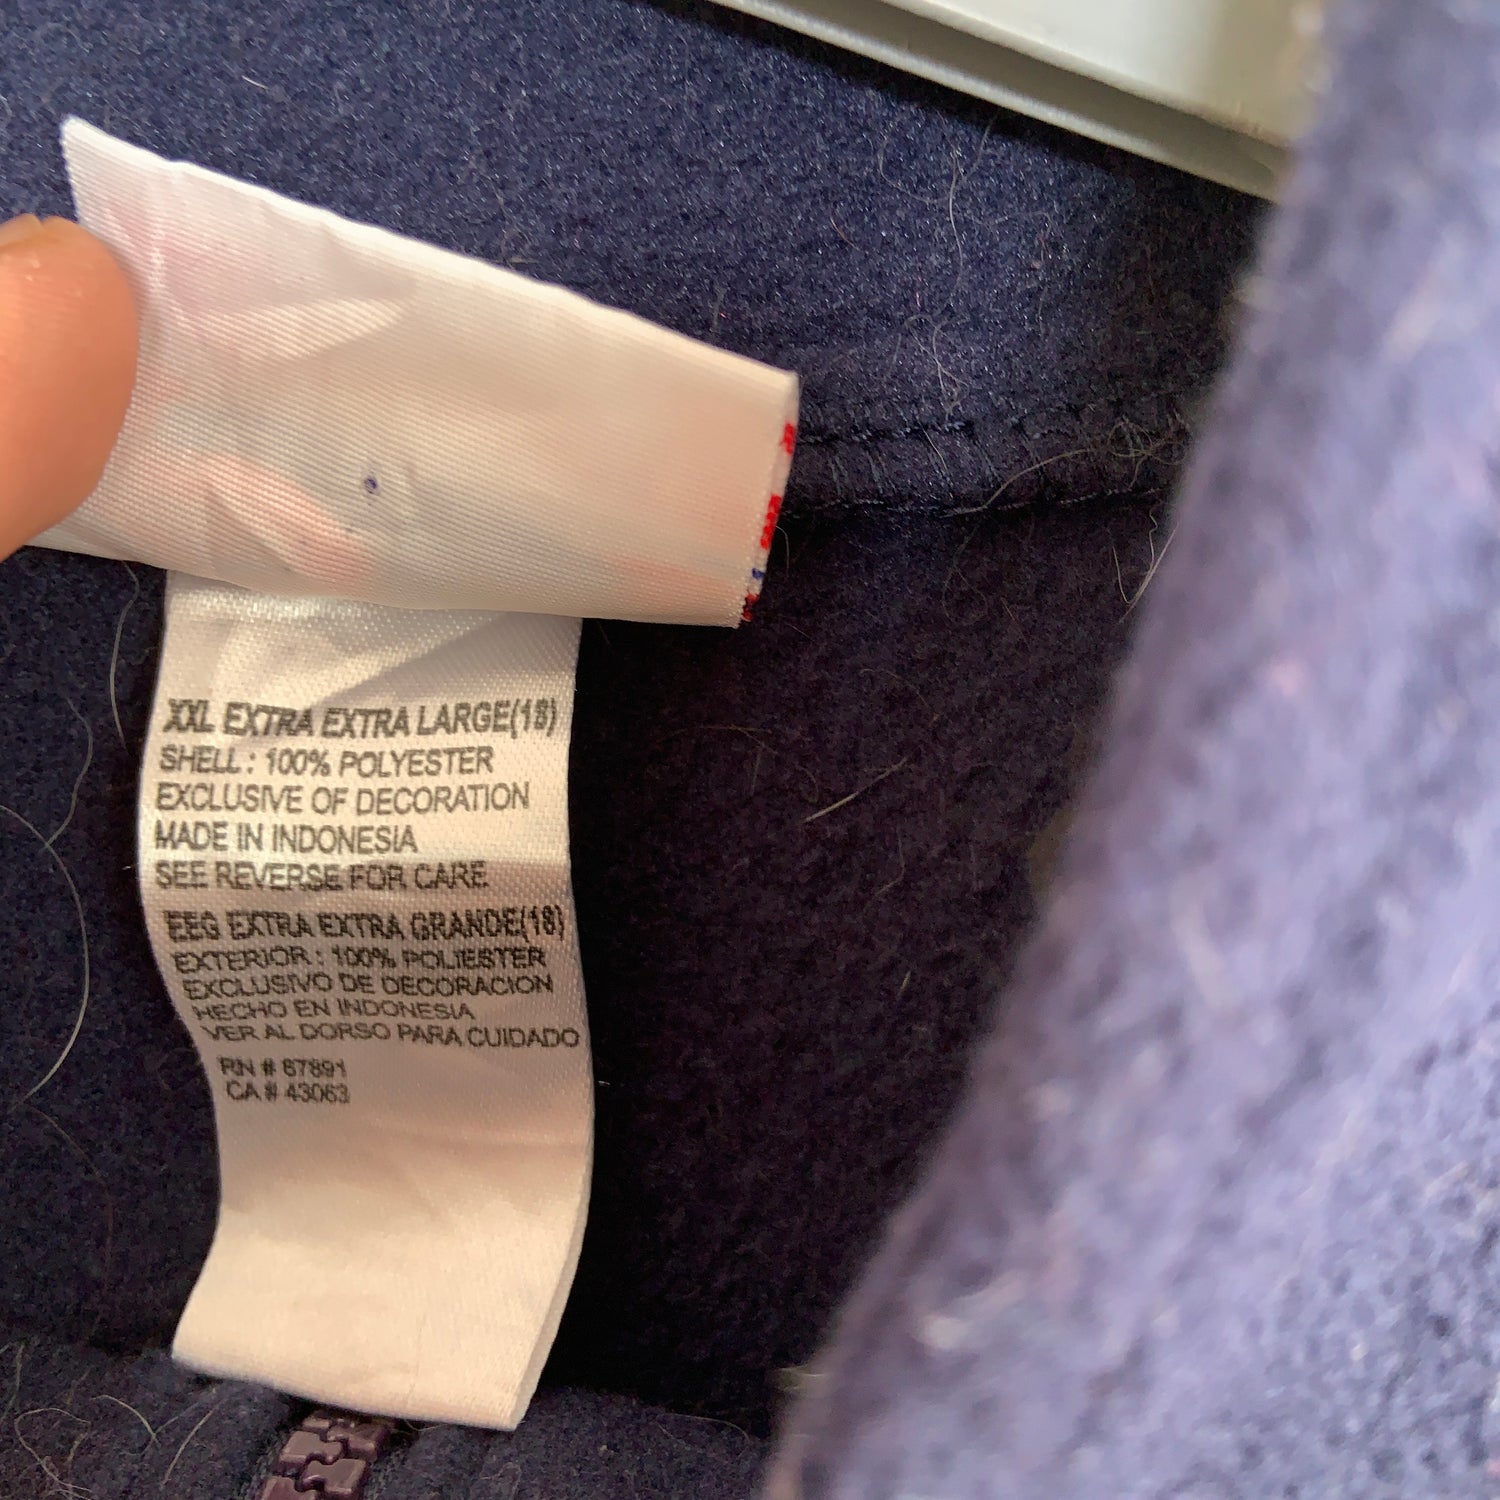 XXL EXTRA EXTRA LARGE(18)
SHELL : 100% POLYESTER
EXCLUSIVE OF DECORATION
MADE IN INDONESIA
SEE REVERSE FOR CARE
EEG EXTRA EXTRA GRANDE(18)
EXTERIOR : 100% POLIESTER
EXCLUSIVO DE DECORACION
HECHO EN INDONESIA
VER AL DORSO PARA CUIDADO
RN # 67891
CA # 43063